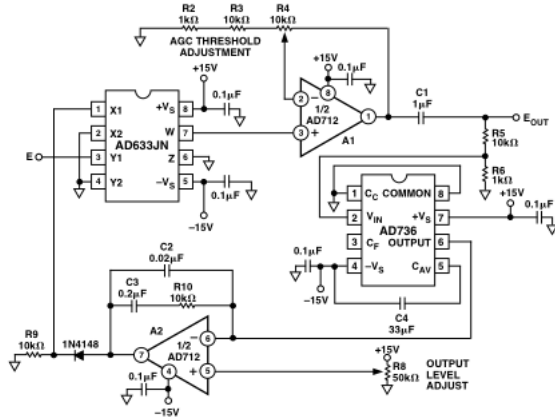 R2
1kΩ
R3
10kΩ
R4
10kΩ
AGC THRESHOLD
ADJUSTMENT
+15V
0.1µF
+15V
0.1µF
C1
1µF
1 X1 +VS 8
2 X2 W 7
AD633JN
3 Y1 Z 6
4 Y2 –VS 5
E
0.1µF
–15V
2
–
8
1/2
AD712
3
+
1
A1
EOUT
R5
10kΩ
R6
1kΩ
+15V
0.1µF
1 CC COMMON 8
AD736
2 VIN +VS 7
3 CF OUTPUT 6
4 –VS CAV 5
0.1µF
–15V
C4
33µF
C2
0.02µF
C3
0.2µF
R10
10kΩ
R9
10kΩ
1N4148
A2
7
1/2
AD712
–
6
+
5
4
0.1µF
–15V
+15V
R8
50kΩ
OUTPUT
LEVEL
ADJUST